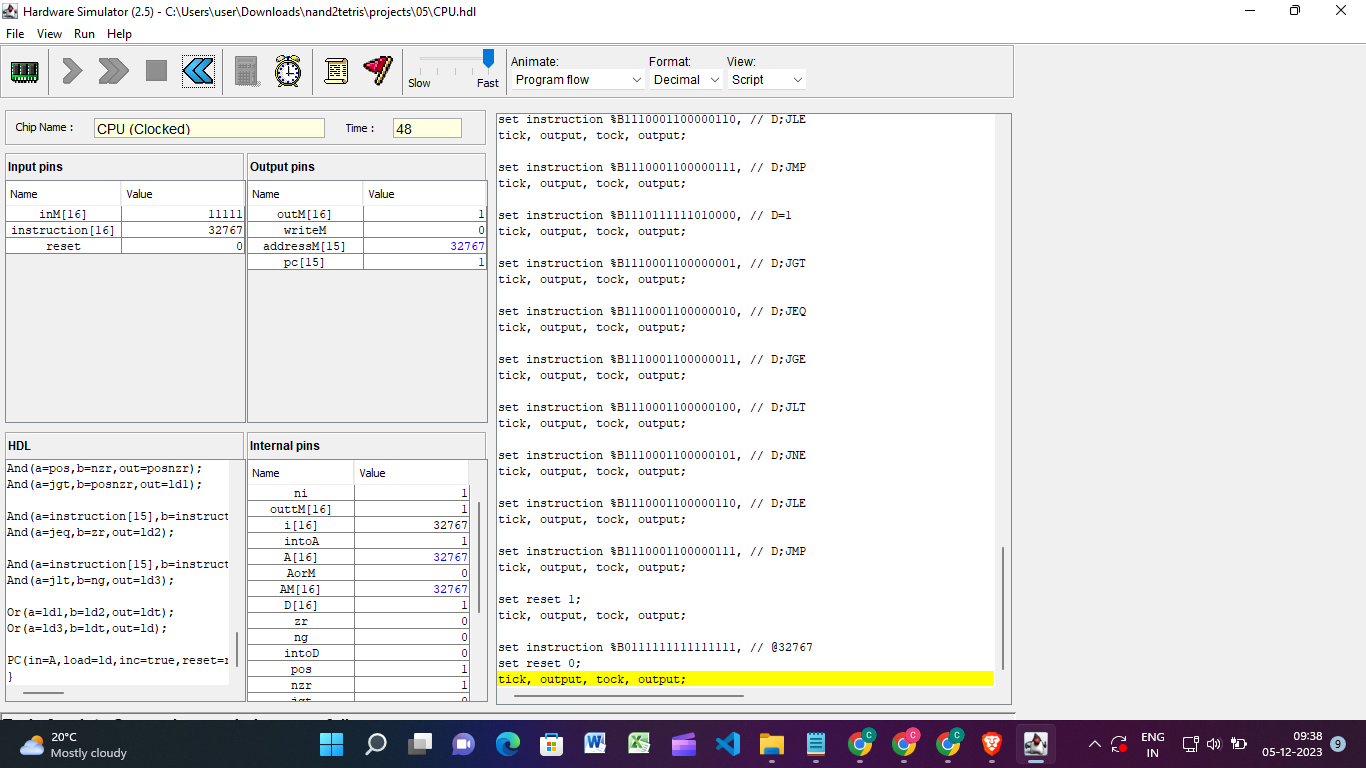 Hardware Simulator (2.5) - C:\Users\user\Downloads\nand2tetris\projects\05\CPU.hdl
File View Run Help
Slow Fast
Animate: Format: View:
Program flow Decimal Script
Chip Name : CPU (Clocked) Time : 48
Input pins
Name Value
inM[16] 11111
instruction[16] 32767
reset 0
Output pins
Name Value
outM[16] 1
writeM 0
addressM[15] 32767
pc[15] 1
HDL
And(a=pos,b=nzr,out=posnzr);
And(a=jgt,b=posnzr,out=ld1);
And(a=instruction[15],b=instruct
And(a=jeq,b=zr,out=ld2);
And(a=instruction[15],b=instruct
And(a=jlt,b=ng,out=ld3);
Or(a=ld1,b=ld2,out=ldt);
Or(a=ld3,b=ldt,out=ld);
PC(in=A,load=ld,inc=true,reset=r
}
Internal pins
Name Value
ni 1
outtM[16] 1
i[16] 32767
intoA 1
A[16] 32767
AorM 0
AM[16] 32767
D[16] 1
zr 0
ng 0
intoD 0
pos 1
nzr 1
jgt 0
set instruction %B1110001100000110, // D;JLE
tick, output, tock, output;
set instruction %B1110001100000111, // D;JMP
tick, output, tock, output;
set instruction %B1110111111010000, // D=1
tick, output, tock, output;
set instruction %B1110001100000001, // D;JGT
tick, output, tock, output;
set instruction %B1110001100000010, // D;JEQ
tick, output, tock, output;
set instruction %B1110001100000011, // D;JGE
tick, output, tock, output;
set instruction %B1110001100000100, // D;JLT
tick, output, tock, output;
set instruction %B1110001100000101, // D;JNE
tick, output, tock, output;
set instruction %B1110001100000110, // D;JLE
tick, output, tock, output;
set instruction %B1110001100000111, // D;JMP
tick, output, tock, output;
set reset 1;
tick, output, tock, output;
set instruction %B0111111111111111, // @32767
set reset 0;
tick, output, tock, output;
20°C
Mostly cloudy
ENG
IN
09:38
05-12-2023
9